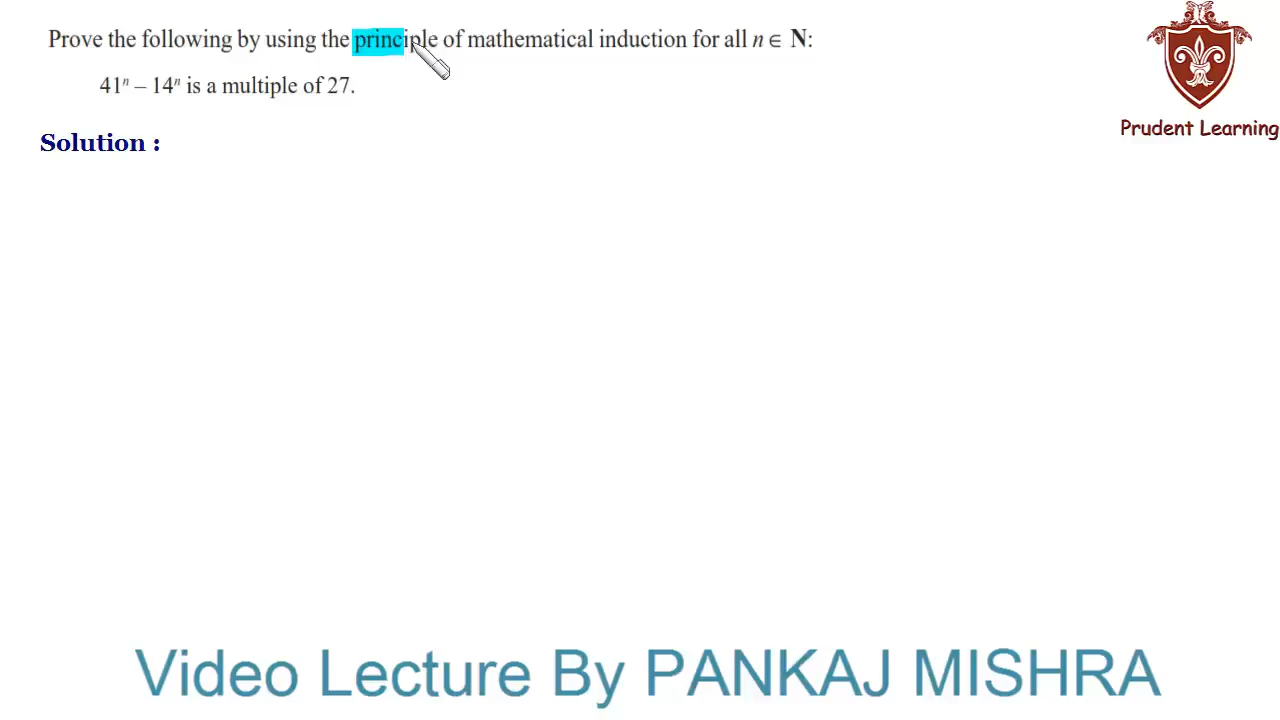 Prove the following by using the principle of mathematical induction for all n ∈ N:
41ⁿ – 14ⁿ is a multiple of 27.
Prudent Learning
Solution :
Video Lecture By PANKAJ MISHRA